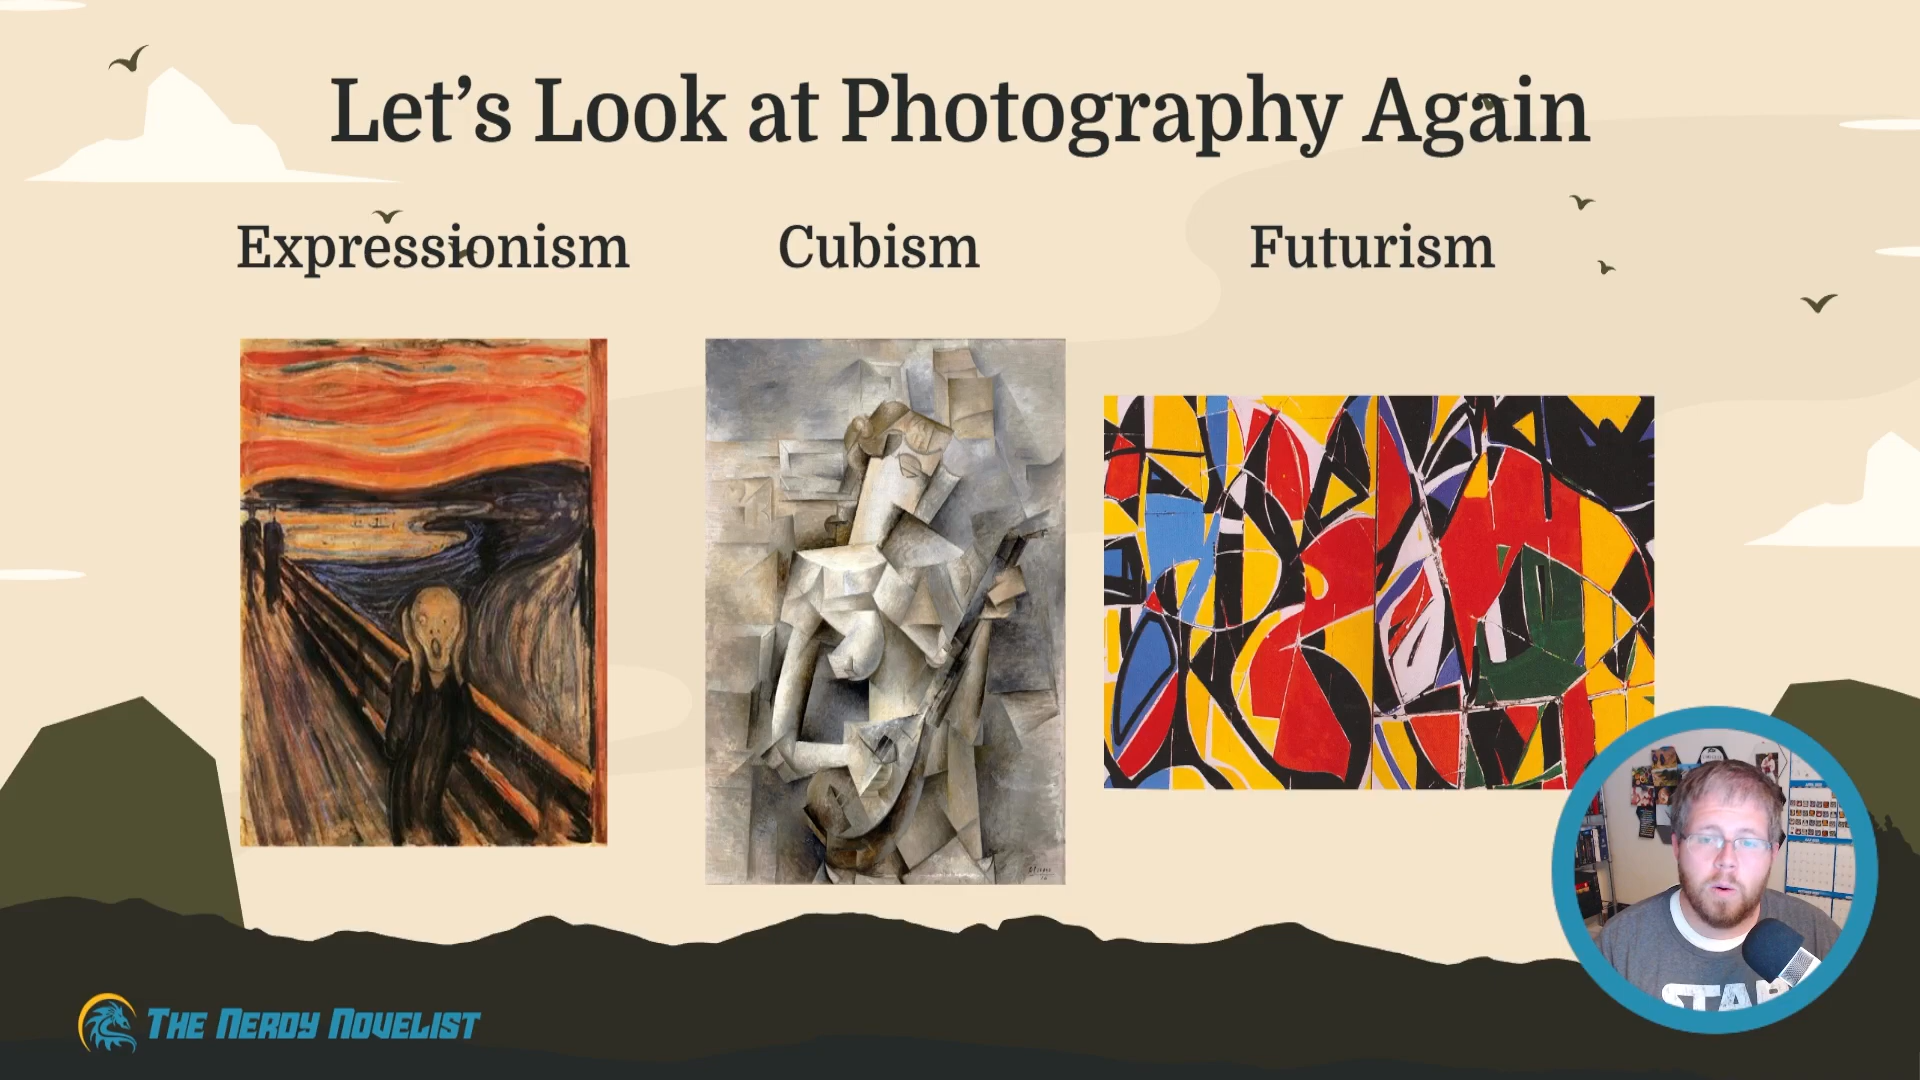 Let's Look at Photography Again
Expressionism
Cubism
Futurism
THE NERDY NOVELIST